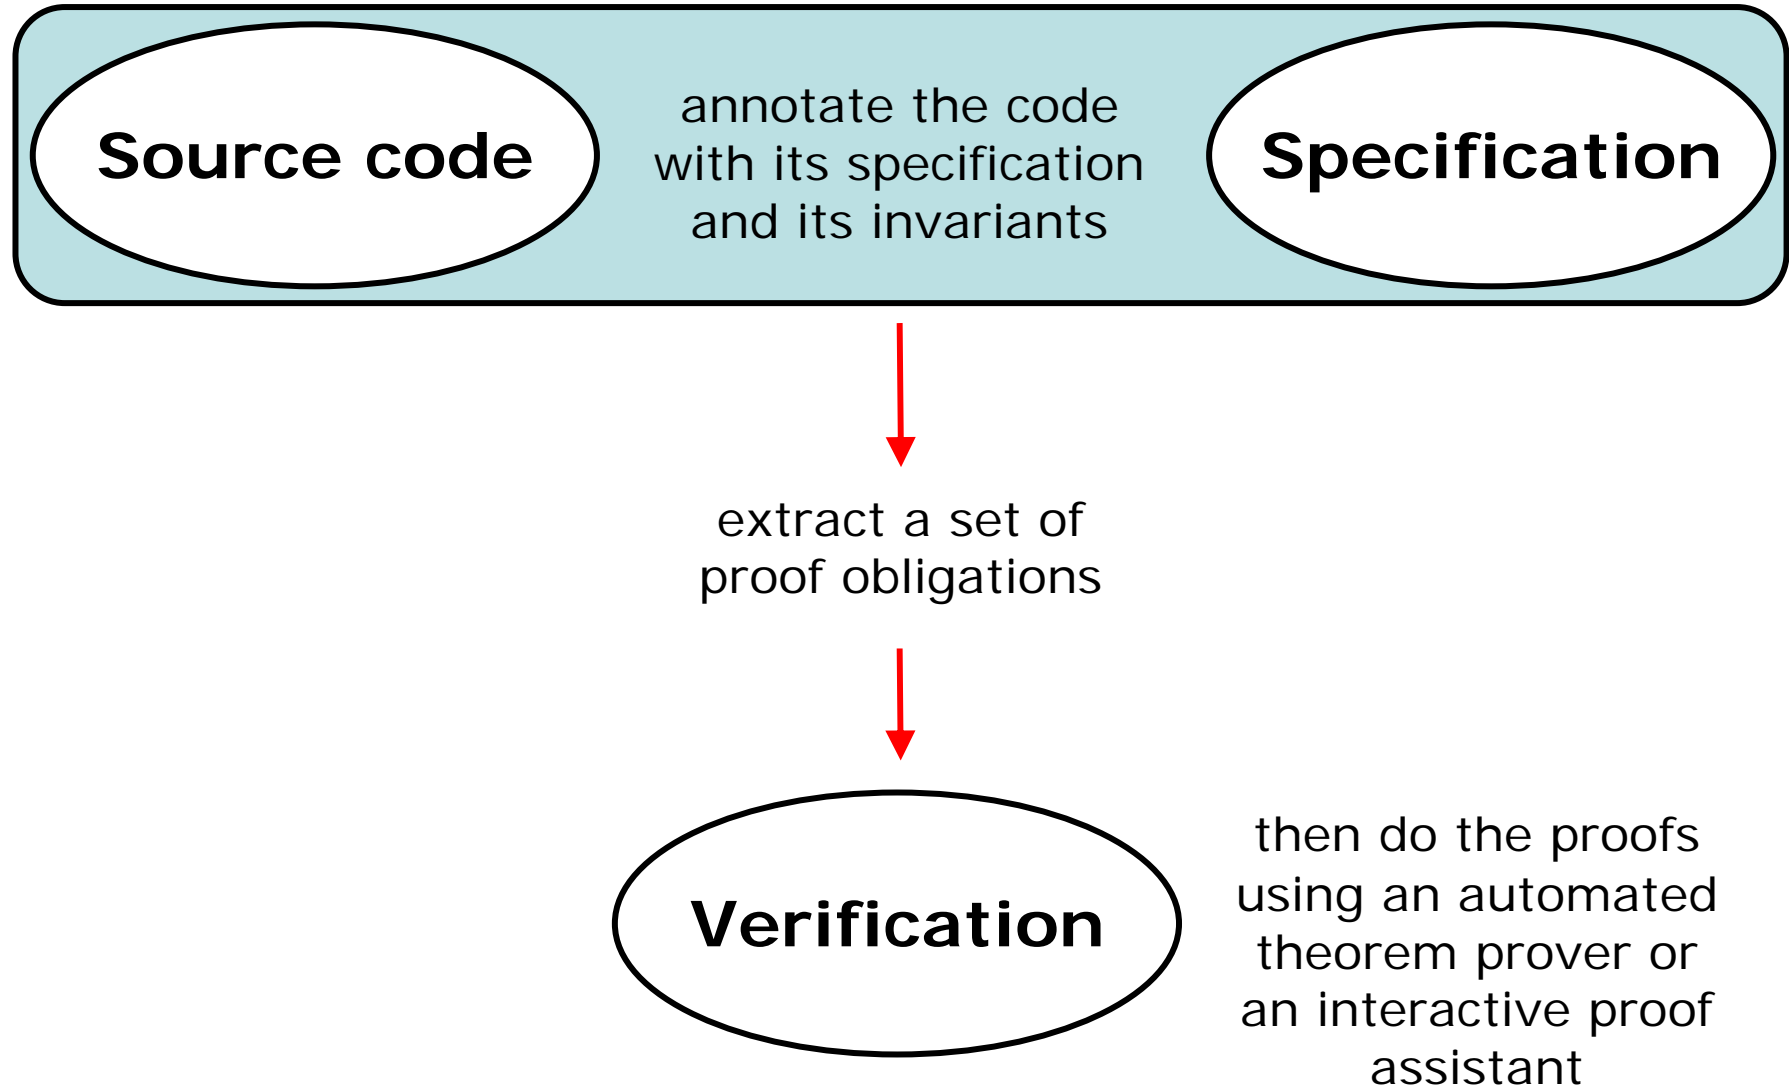 Source code
annotate the code
with its specification
and its invariants
Specification
extract a set of
proof obligations
Verification
then do the proofs
using an automated
theorem prover or
an interactive proof
assistant